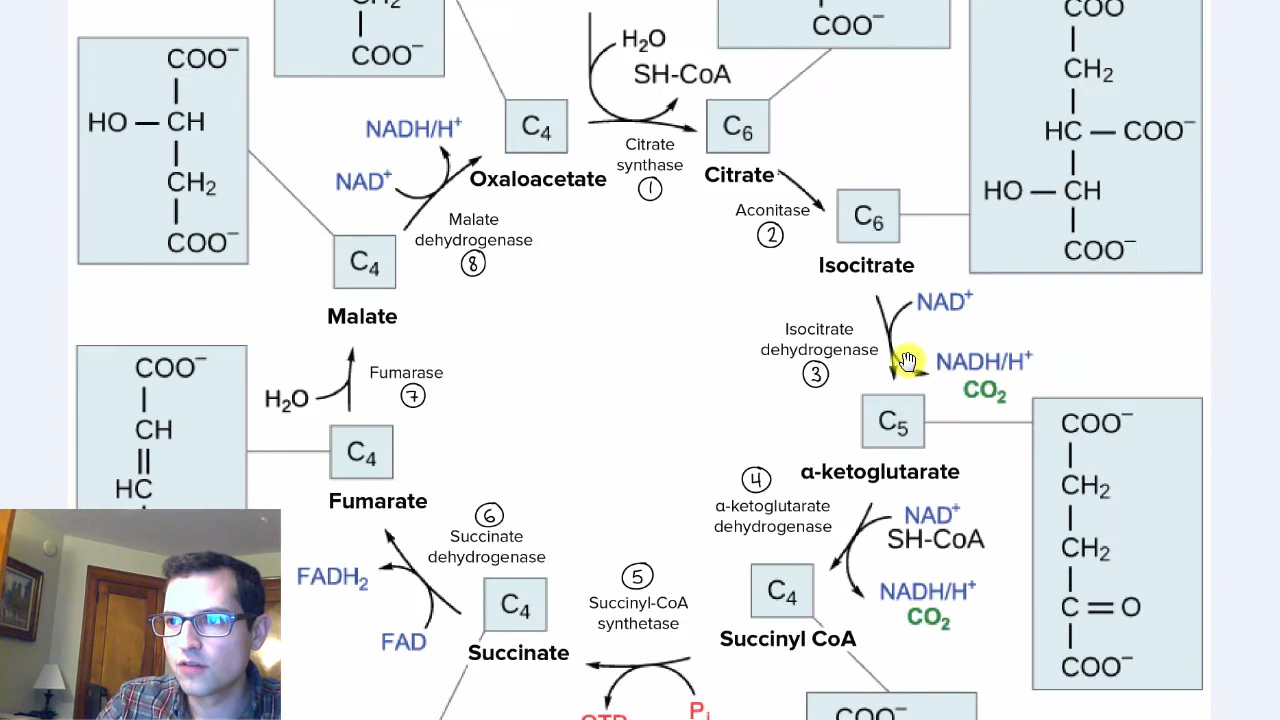 CH₂
COO⁻
COO⁻
COO⁻
CH₂
HC — COO⁻
HO — CH
COO⁻
COO⁻
HO — CH
CH₂
COO⁻
H₂O
SH-CoA
C₄
Oxaloacetate
Citrate
synthase
1
C₆
Citrate
Aconitase
2
C₆
Isocitrate
NADH/H⁺
NAD⁺
Malate
dehydrogenase
8
C₄
Malate
Isocitrate
dehydrogenase
3
NAD⁺
NADH/H⁺
CO₂
C₅
α-ketoglutarate
COO⁻
CH₂
CH₂
C = O
COO⁻
COO⁻
CH
HC
H₂O
Fumarase
7
C₄
Fumarate
4
α-ketoglutarate
dehydrogenase
NAD⁺
SH-CoA
NADH/H⁺
CO₂
C₄
Succinyl CoA
5
Succinyl-CoA
synthetase
6
Succinate
dehydrogenase
FADH₂
FAD
C₄
Succinate
GTP
Pᵢ
COO⁻